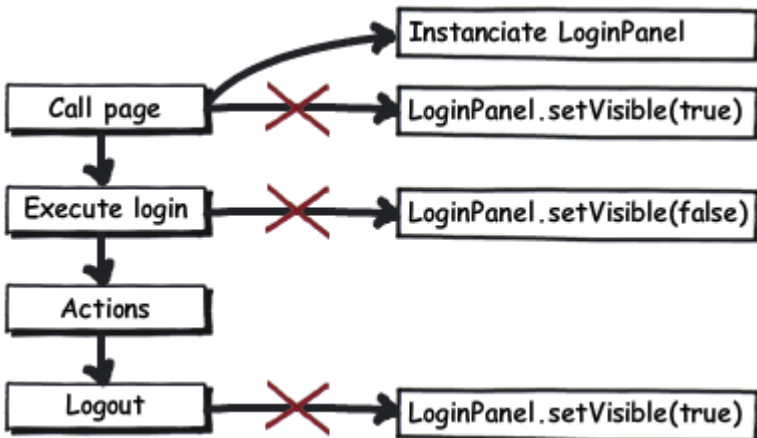 Instanciate LoginPanel
Call page
LoginPanel.setVisible(true)
Execute login
LoginPanel.setVisible(false)
Actions
Logout
LoginPanel.setVisible(true)